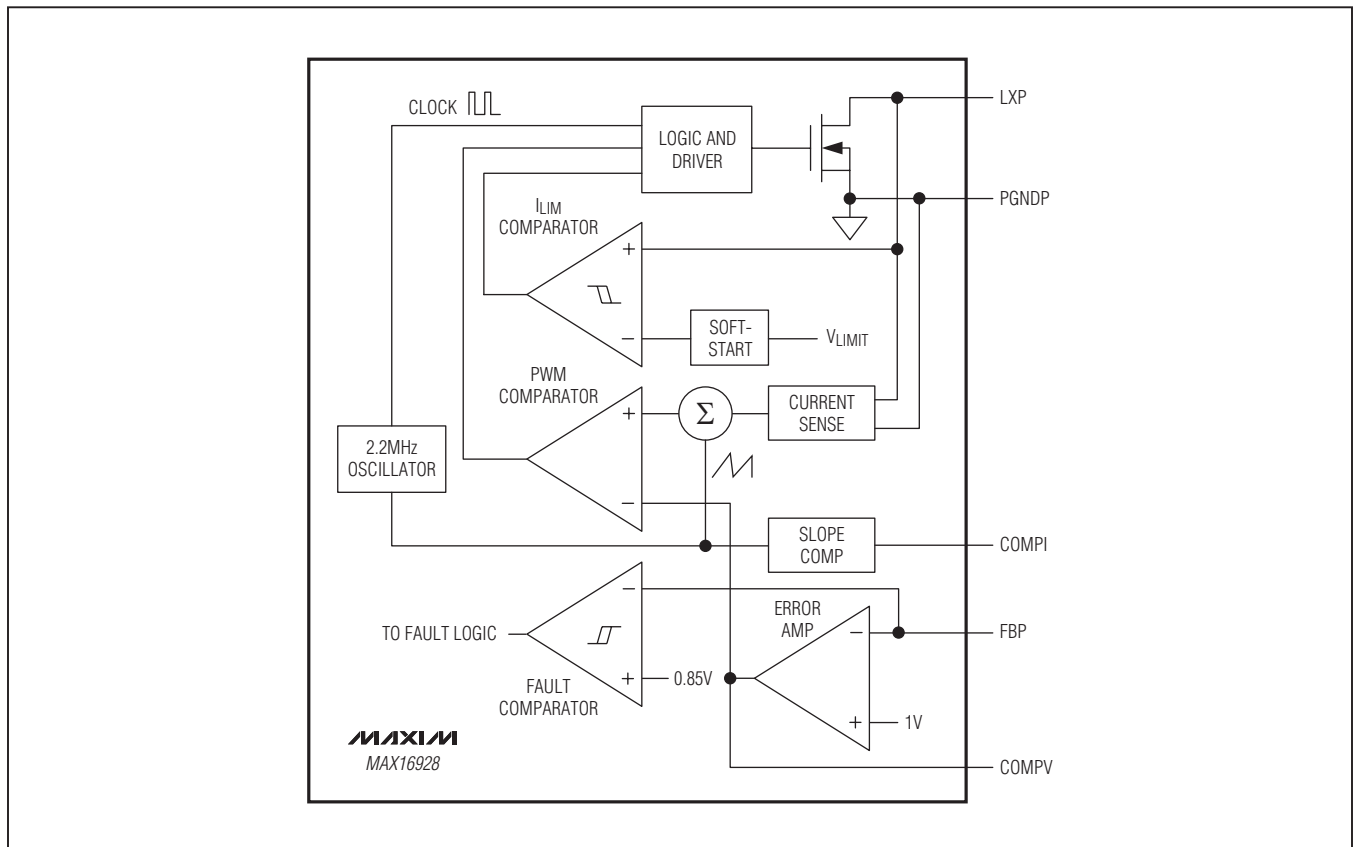 CLOCK
LXP
LOGIC AND
DRIVER
PGNDP
ILIM
COMPARATOR
+
−
SOFT-
START
VLIMIT
PWM
COMPARATOR
+
−
Σ
CURRENT
SENSE
2.2MHz
OSCILLATOR
SLOPE
COMP
COMPI
−
+
TO FAULT LOGIC
FAULT
COMPARATOR
0.85V
ERROR
AMP
−
+
FBP
1V
COMPV
MAXIM
MAX16928